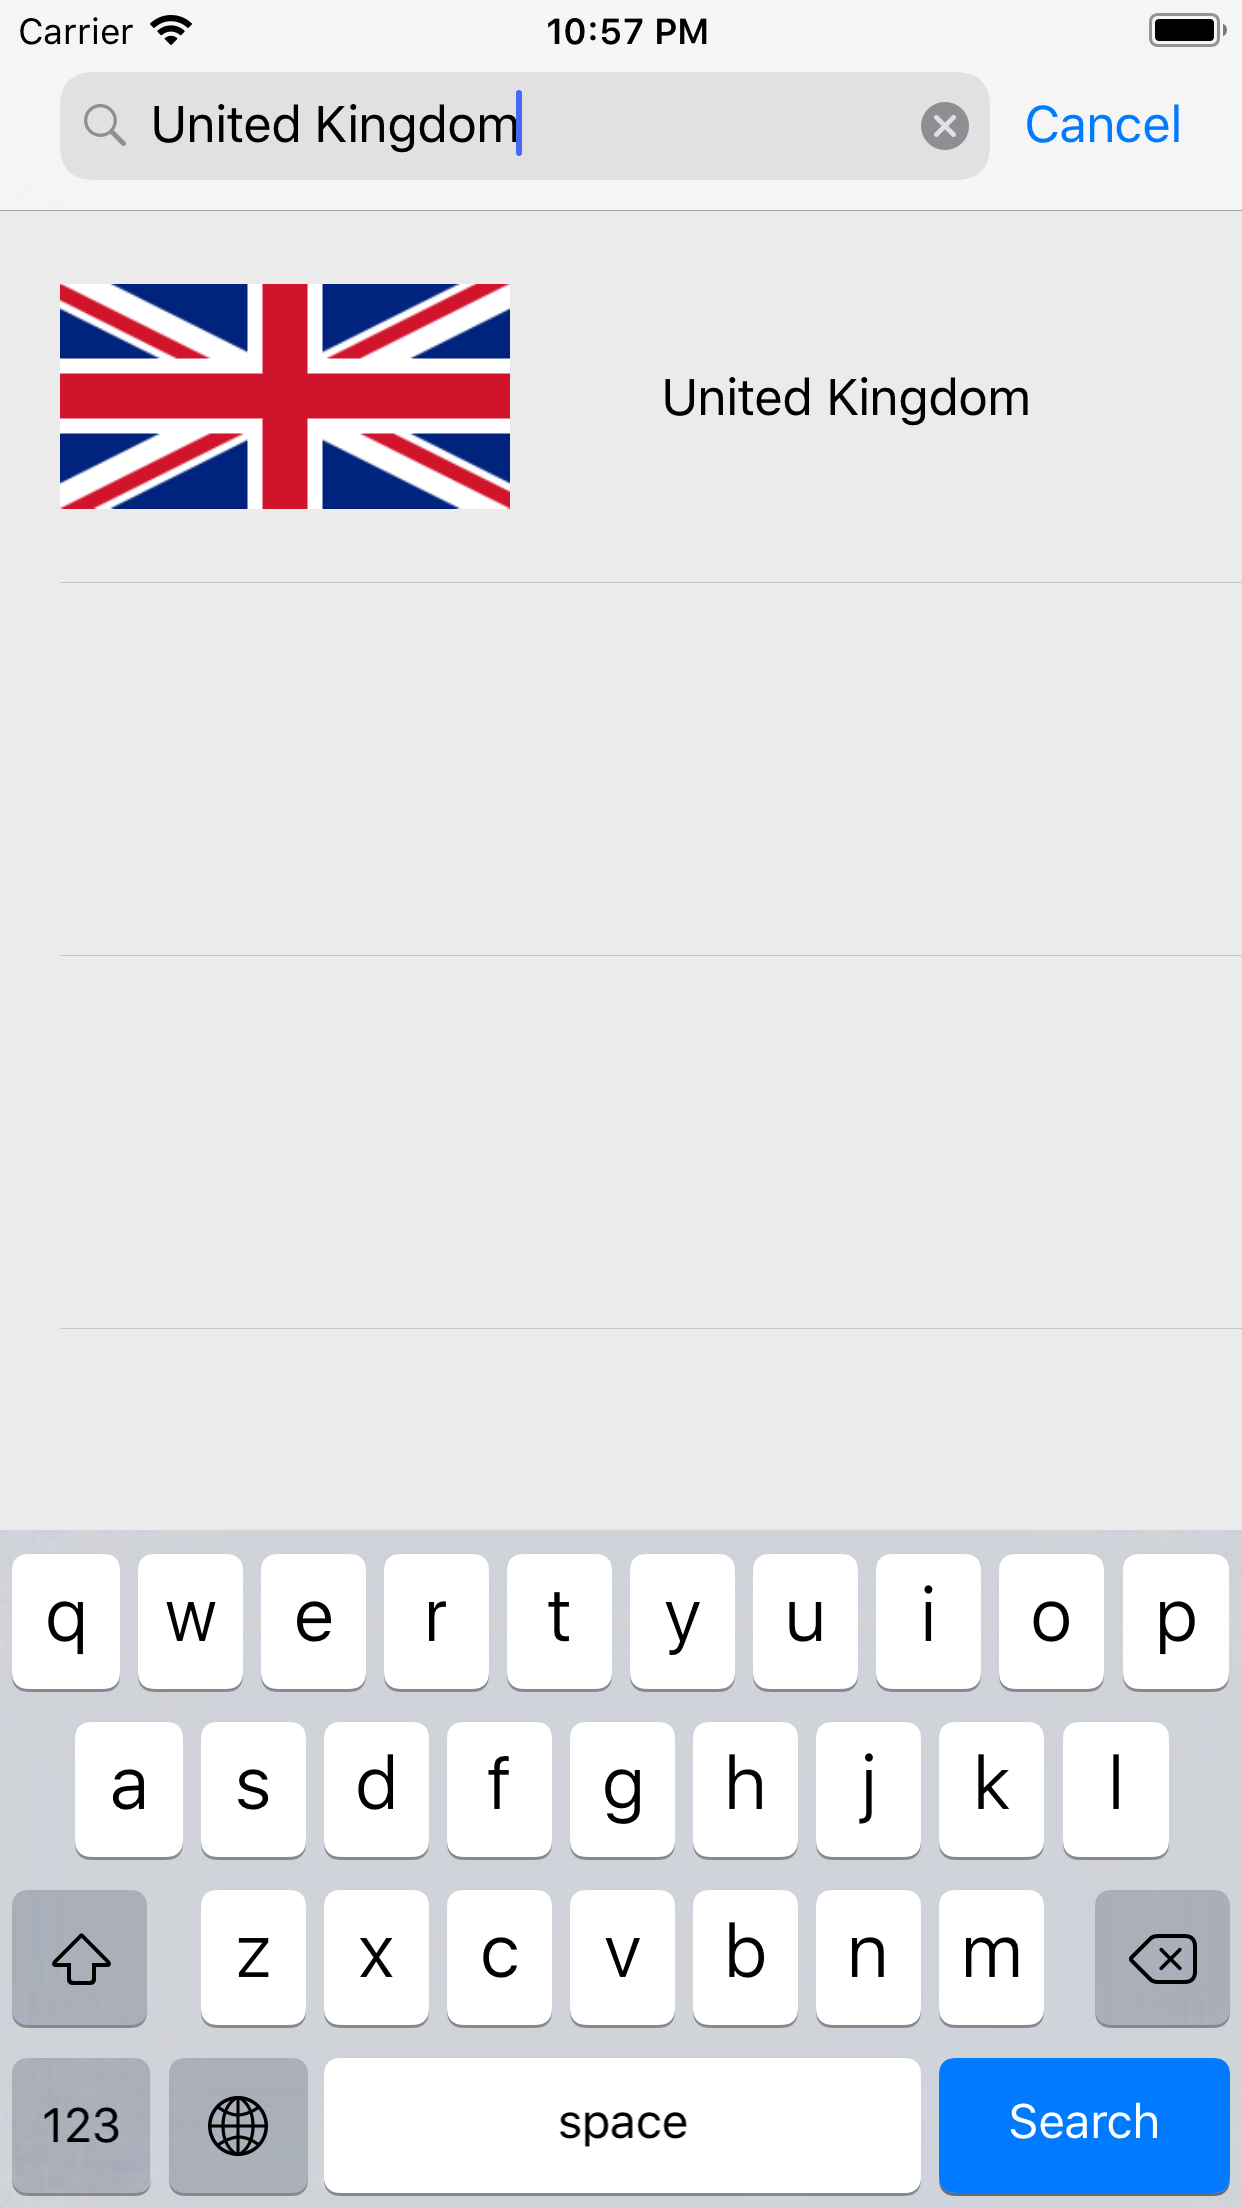 Carrier 10:57 PM
United Kingdom Cancel
United Kingdom
q w e r t y u i o p
a s d f g h j k l
z x c v b n m
123 space Search